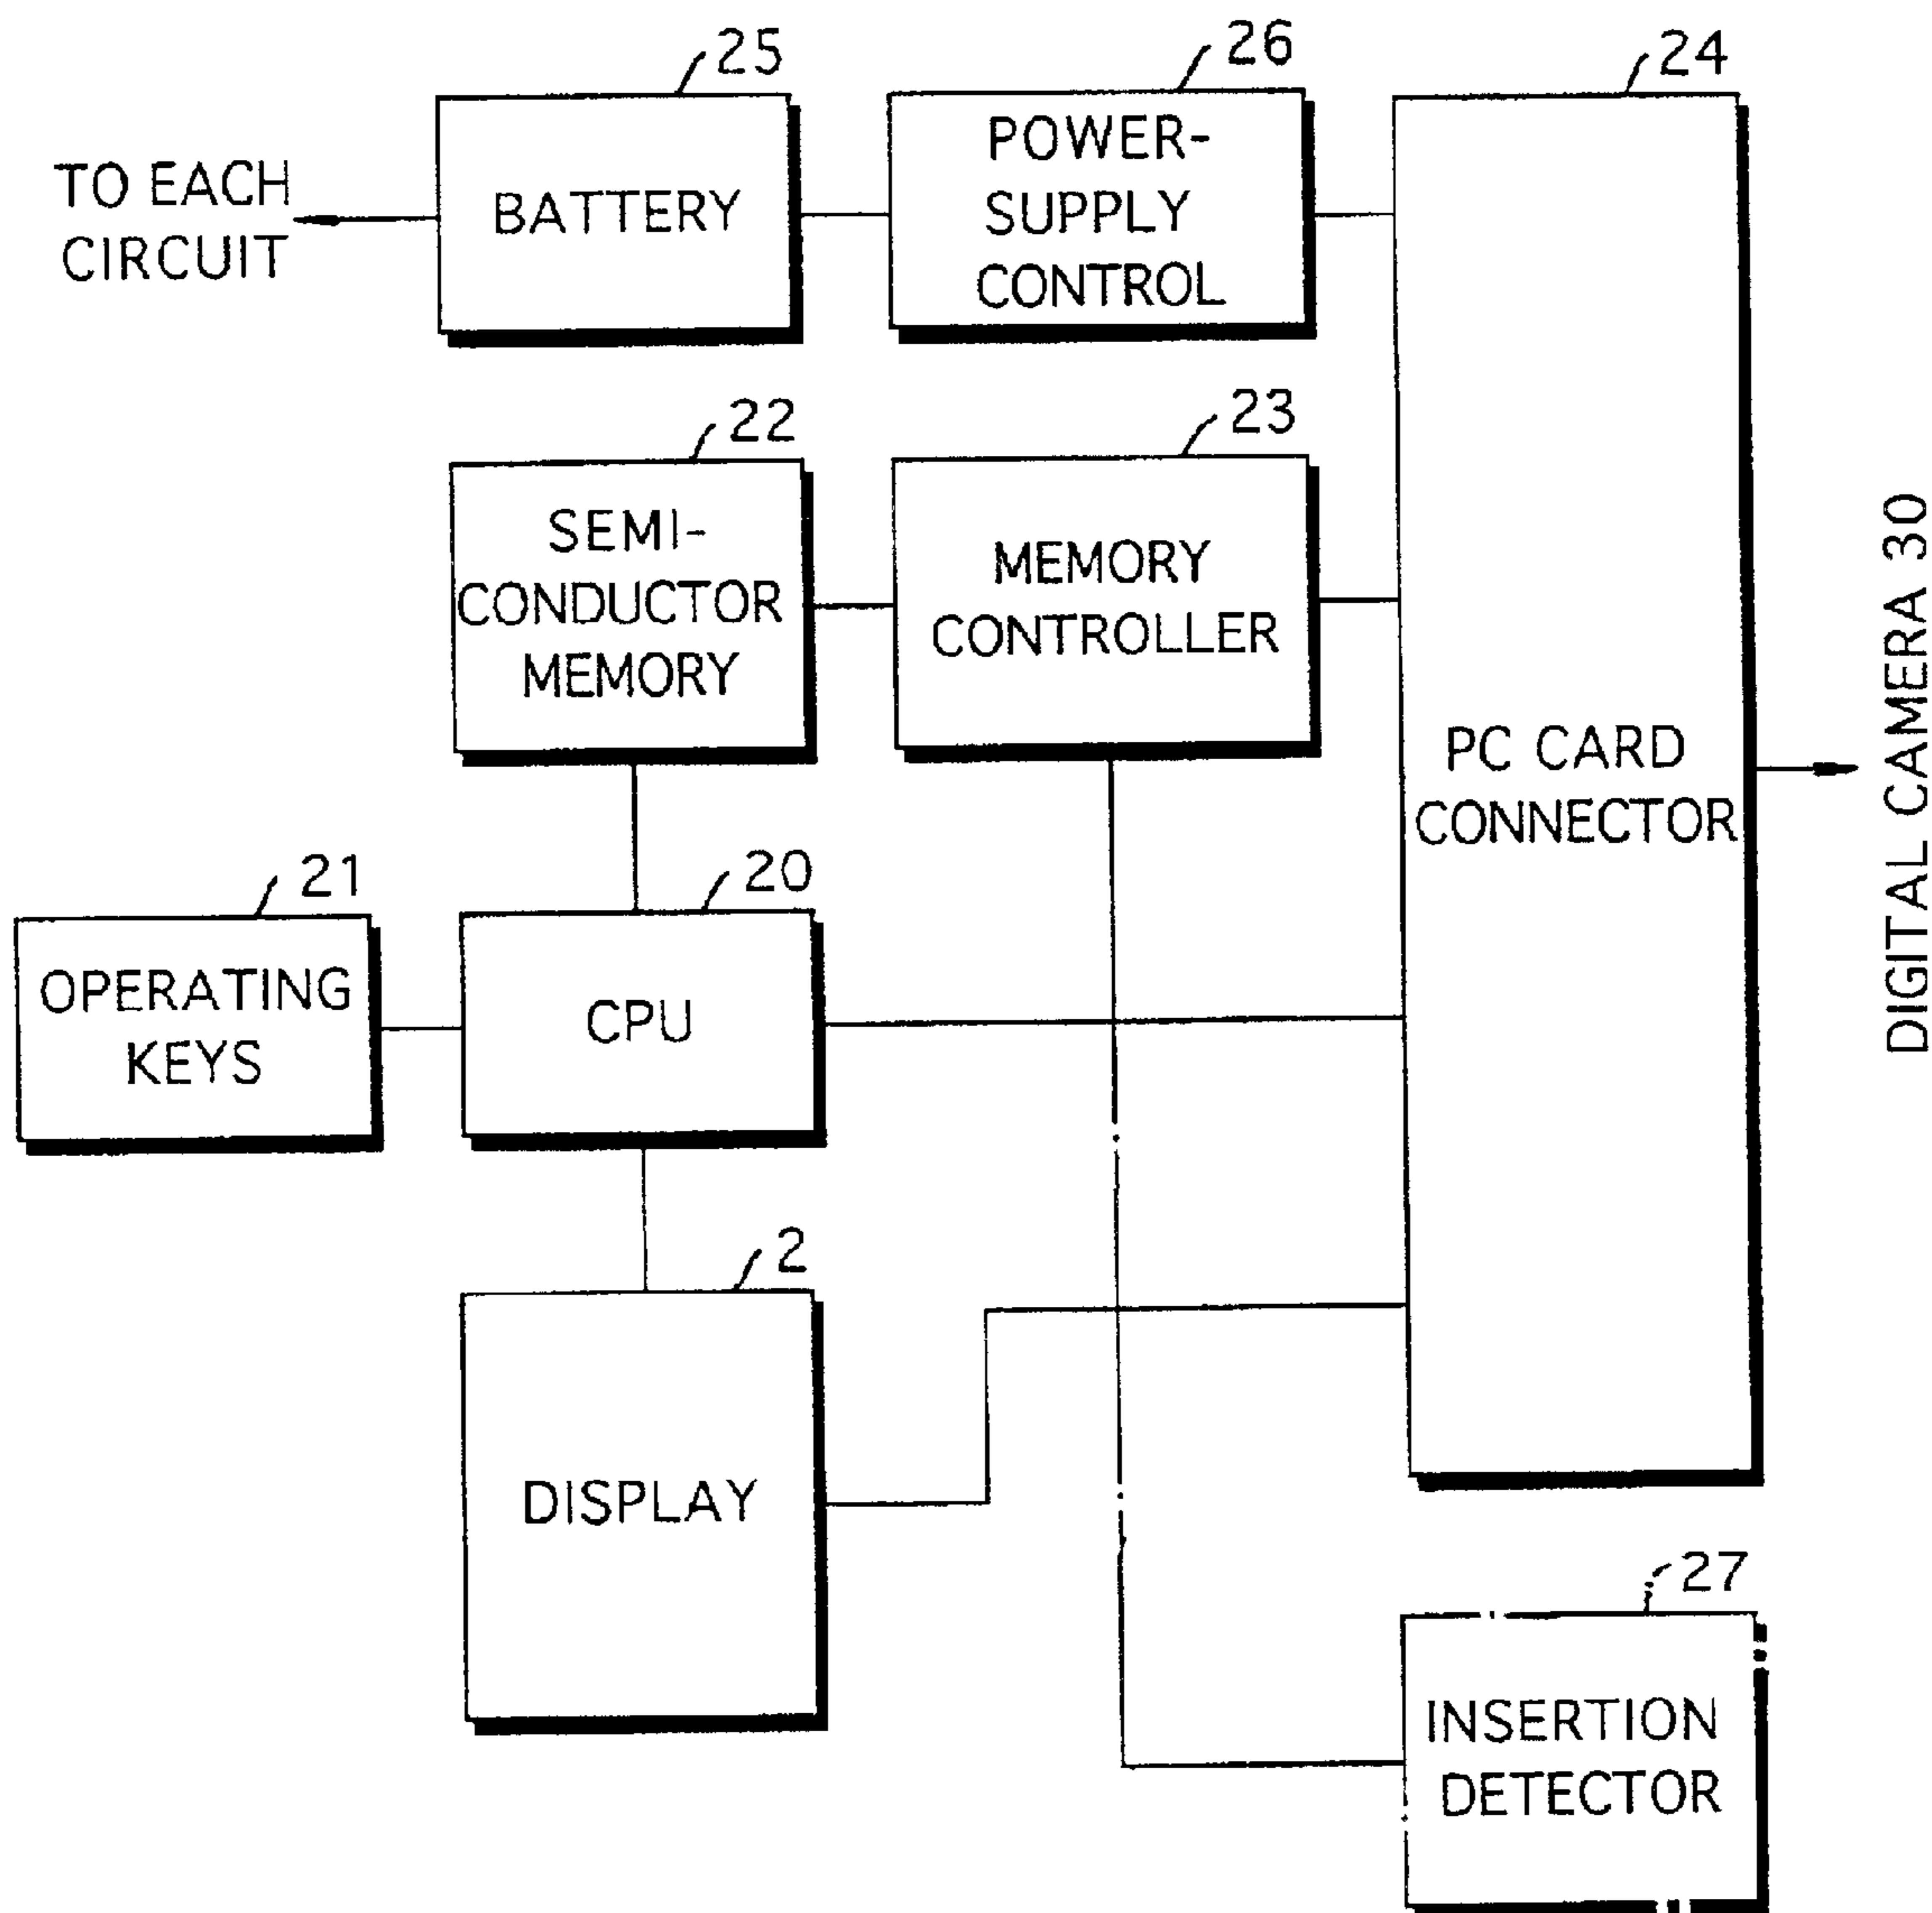 25
26
24
TO EACH
CIRCUIT
BATTERY
POWER-
SUPPLY
CONTROL
22
23
SEMI-
CONDUCTOR
MEMORY
MEMORY
CONTROLLER
PC CARD
CONNECTOR
DIGITAL CAMERA 30
21
20
OPERATING
KEYS
CPU
2
DISPLAY
27
INSERTION
DETECTOR